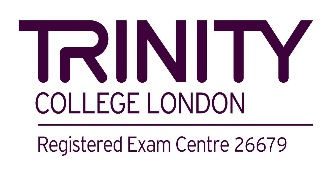 TRINITY
COLLEGE LONDON
Registered Exam Centre 26679